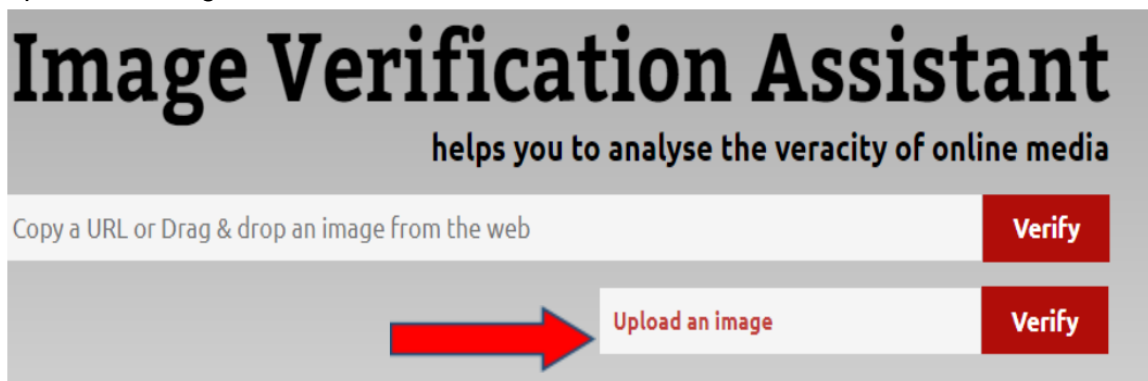 Image Verification Assistant
helps you to analyse the veracity of online media
Copy a URL or Drag & drop an image from the web
Verify
Upload an image
Verify